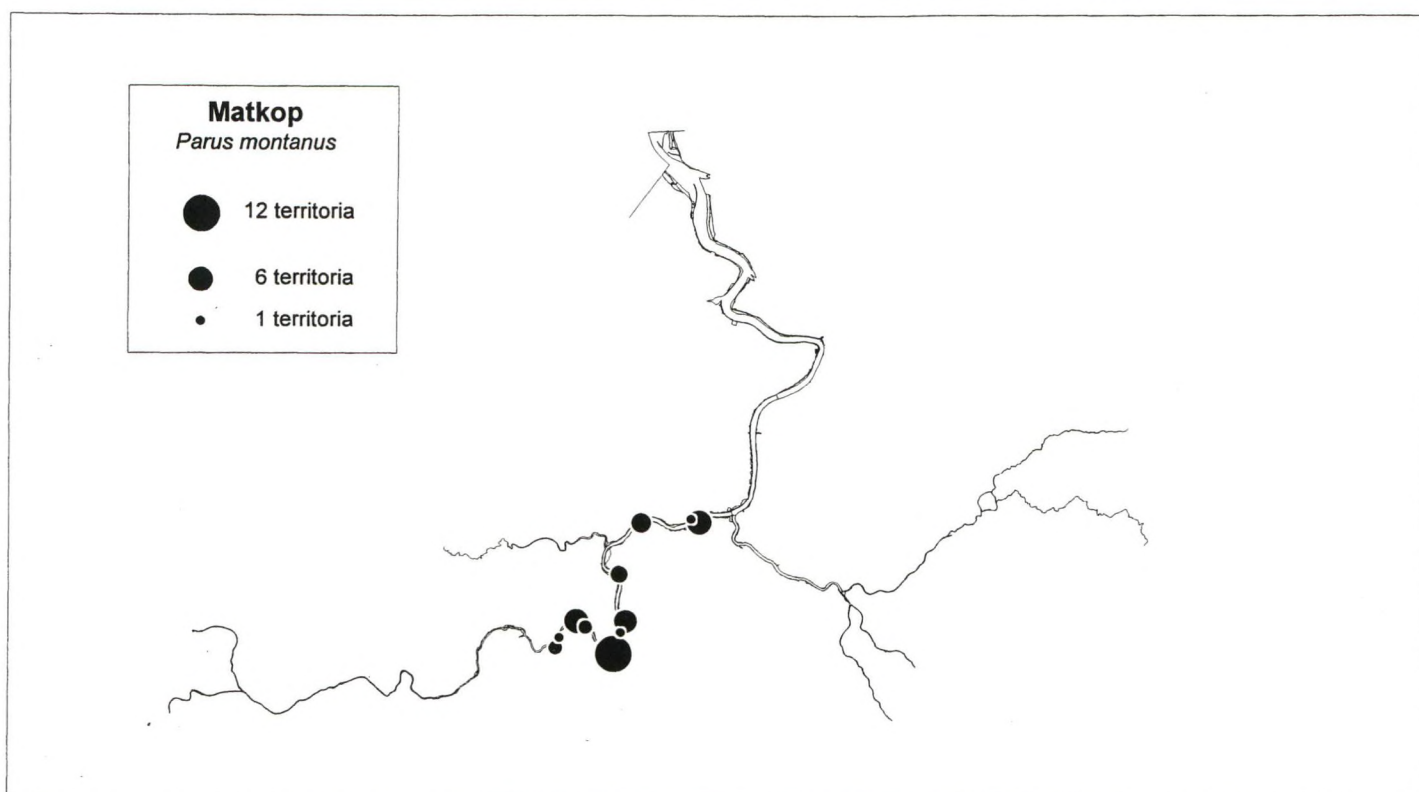 Matkop
Parus montanus
12 territoria
6 territoria
1 territoria